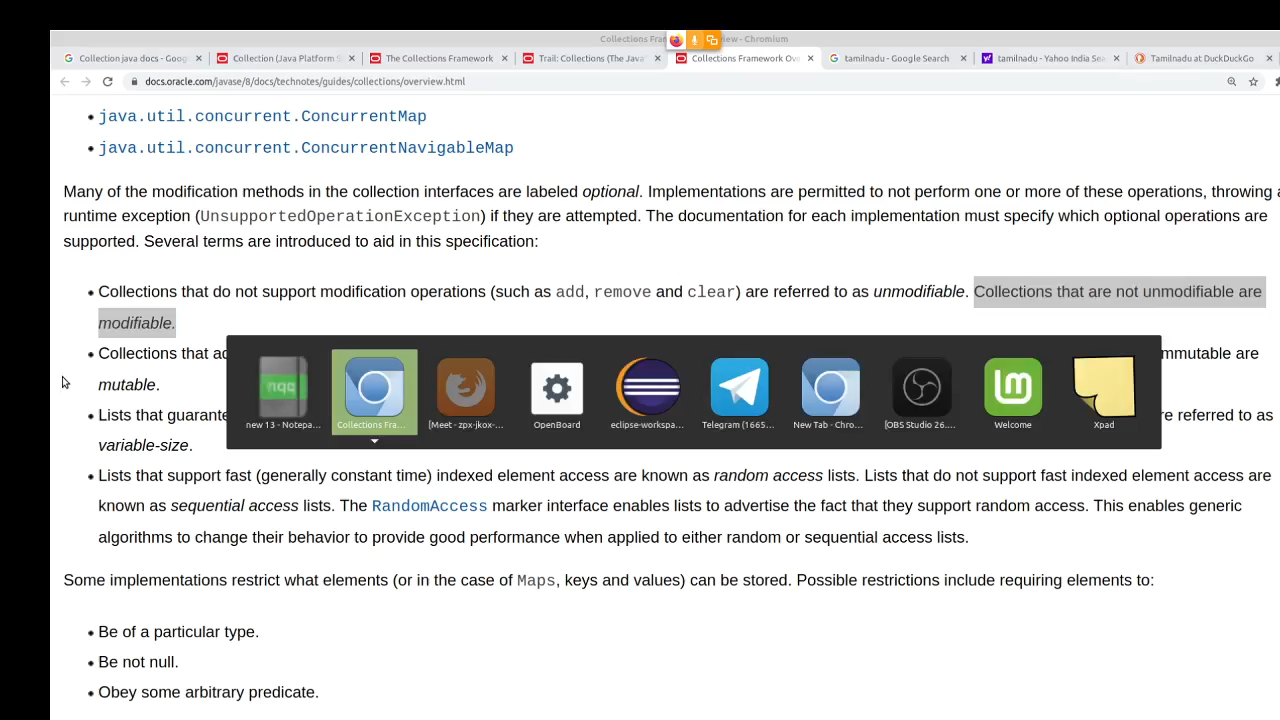 Collections Fra
ew - Chromium
Collection java docs - Goog
Collection (Java Platform S
The Collections Framework
Trail: Collections (The Java
Collections Framework Ove
tamilnadu - Google Search
tamilnadu - Yahoo India Sea
Tamilnadu at DuckDuckGo
docs.oracle.com/javase/8/docs/technotes/guides/collections/overview.html
java.util.concurrent.ConcurrentMap
java.util.concurrent.ConcurrentNavigableMap
Many of the modification methods in the collection interfaces are labeled optional. Implementations are permitted to not perform one or more of these operations, throwing a
runtime exception (UnsupportedOperationException) if they are attempted. The documentation for each implementation must specify which optional operations are
supported. Several terms are introduced to aid in this specification:
Collections that do not support modification operations (such as add, remove and clear) are referred to as unmodifiable. Collections that are not unmodifiable are
modifiable.
Collections that ad
mmutable are
mutable.
Lists that guarante
re referred to as
variable-size.
new 13 - Notepa...
Collections Fra...
[Meet - zpx-jkox-...
OpenBoard
eclipse-workspa...
Telegram (1665...
New Tab - Chro...
[OBS Studio 26....
Welcome
Xpad
Lists that support fast (generally constant time) indexed element access are known as random access lists. Lists that do not support fast indexed element access are
known as sequential access lists. The RandomAccess marker interface enables lists to advertise the fact that they support random access. This enables generic
algorithms to change their behavior to provide good performance when applied to either random or sequential access lists.
Some implementations restrict what elements (or in the case of Maps, keys and values) can be stored. Possible restrictions include requiring elements to:
Be of a particular type.
Be not null.
Obey some arbitrary predicate.